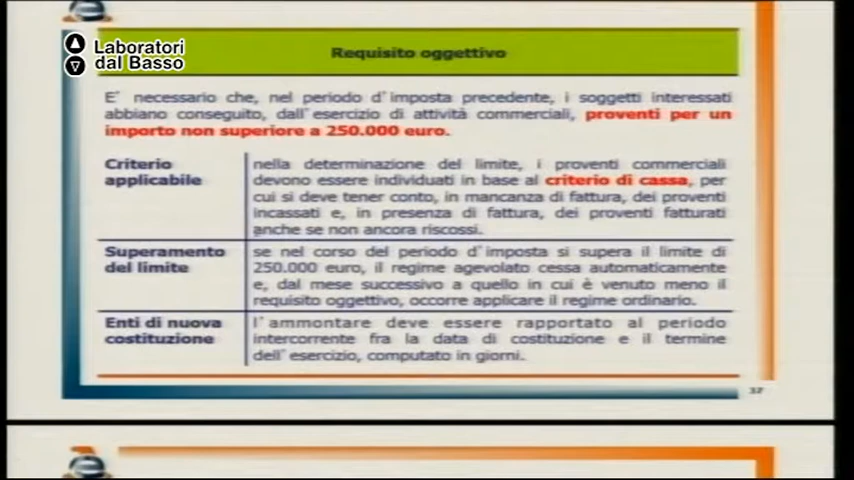 Laboratori
dal Basso
Requisito oggettivo
E' necessario che, nel periodo d'imposta precedente, i soggetti interessati
abbiano conseguito, dall'esercizio di attività commerciali, proventi per un
importo non superiore a 250.000 euro.
Criterio
applicabile
nella determinazione del limite, i proventi commerciali
devono essere individuati in base al criterio di cassa, per
cui si deve tener conto, in mancanza di fattura, dei proventi
incassati e, in presenza di fattura, dei proventi fatturati
anche se non ancora riscossi.
Superamento
del limite
se nel corso del periodo d'imposta si supera il limite di
250.000 euro, il regime agevolato cessa automaticamente
e, dal mese successivo a quello in cui è venuto meno il
requisito oggettivo, occorre applicare il regime ordinario.
Enti di nuova
costituzione
l'ammontare deve essere rapportato al periodo
intercorrente fra la data di costituzione e il termine
dell'esercizio, computato in giorni.